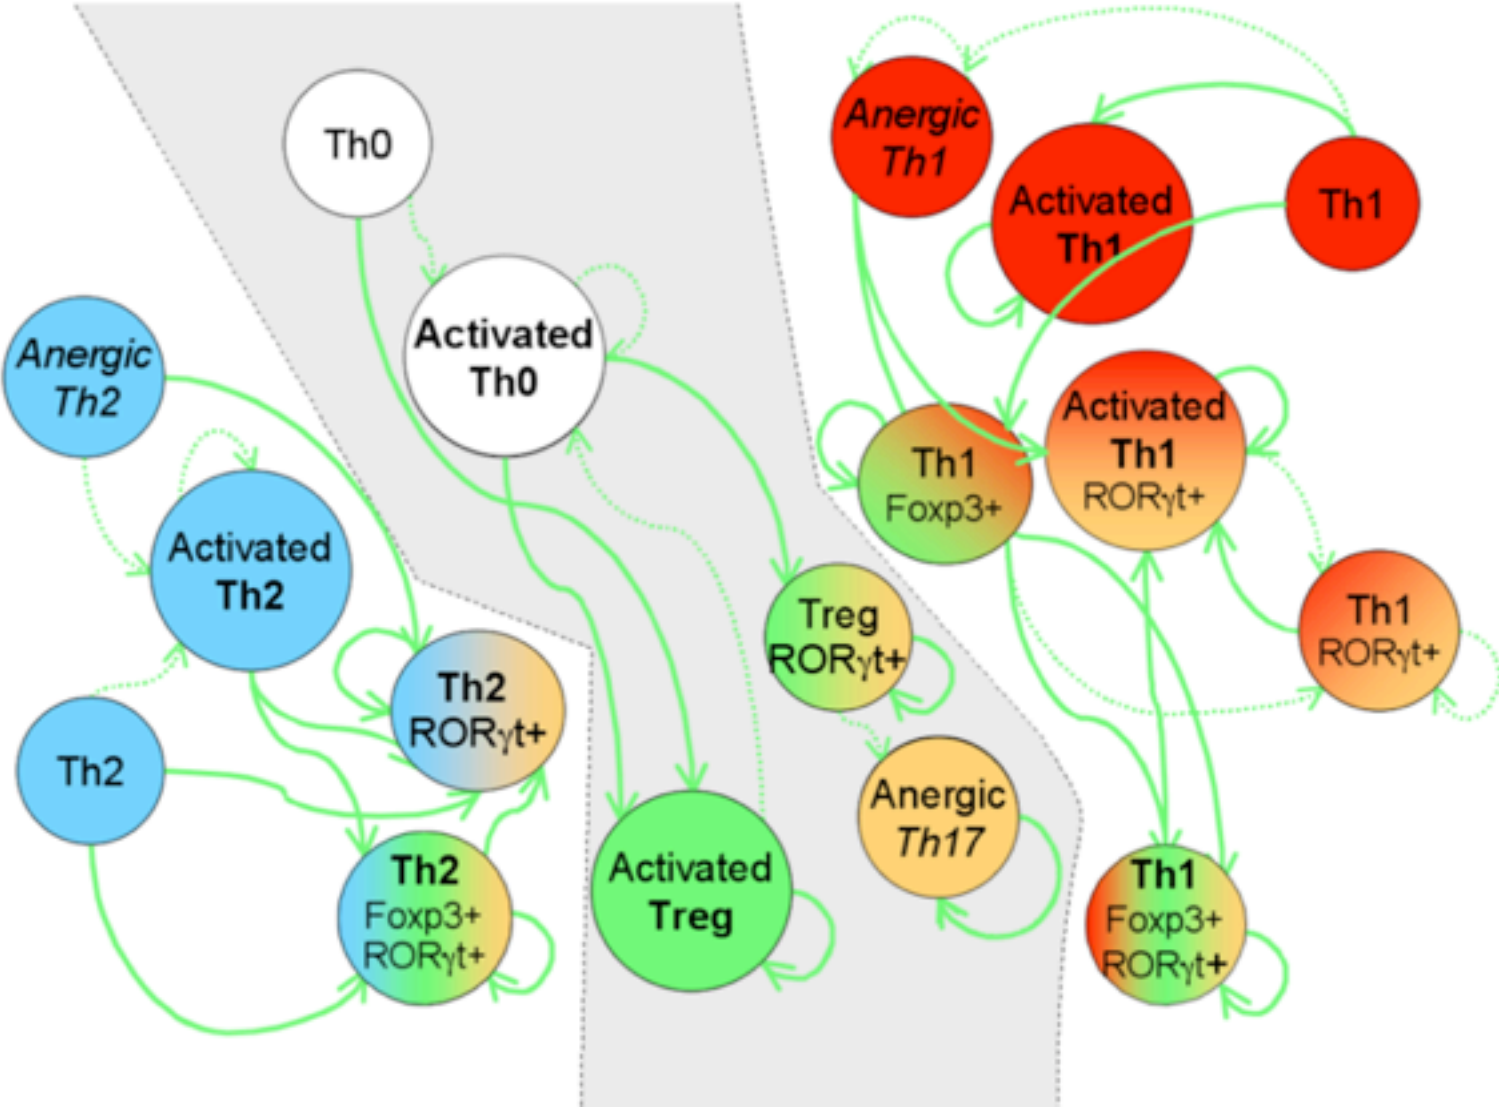 Th0
Activated
Th0
Anergic
Th2
Activated
Th2
Th2
Th2
RORγt+
Th2
Foxp3+
RORγt+
Activated
Treg
Treg
RORγt+
Anergic
Th17
Anergic
Th1
Activated
Th1
Th1
Th1
Foxp3+
Activated
Th1
RORγt+
Th1
RORγt+
Th1
Foxp3+
RORγt+